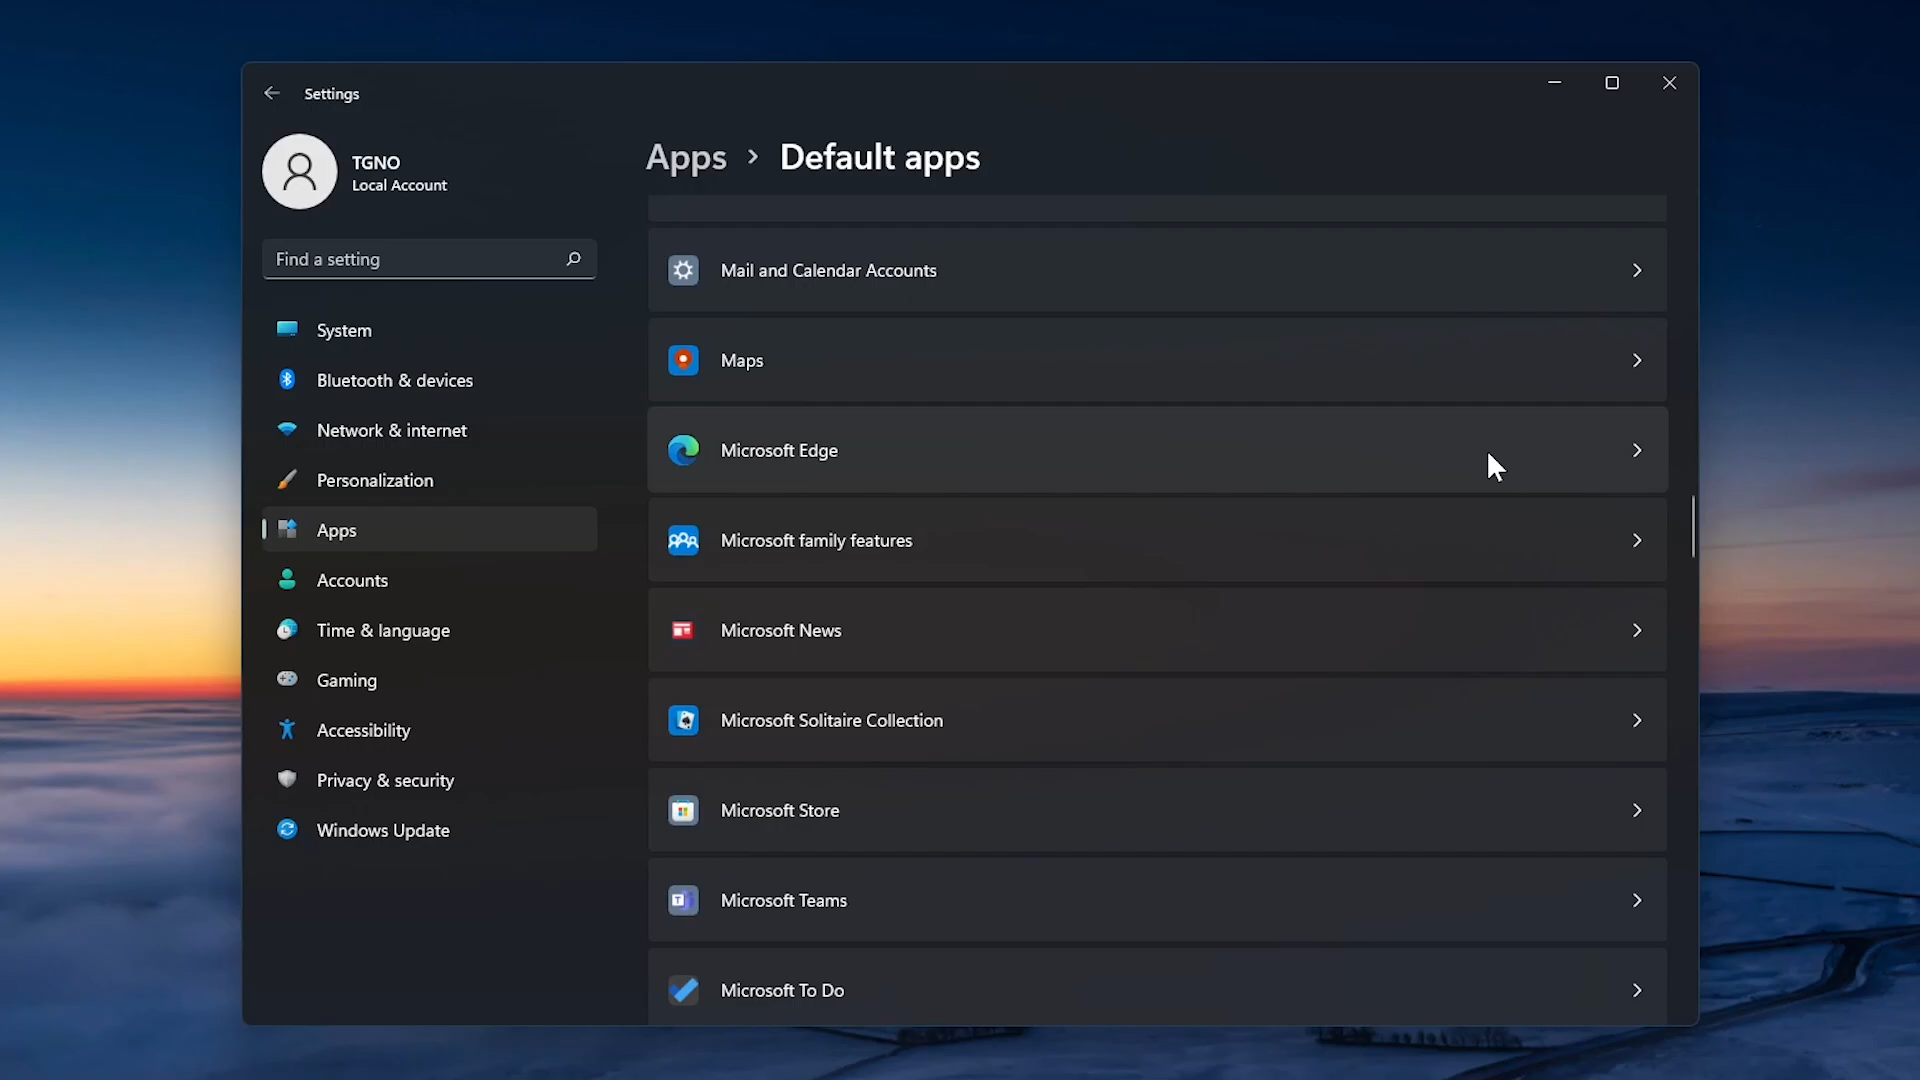 Settings
TGNO
Local Account
Find a setting
System
Bluetooth & devices
Network & internet
Personalization
Apps
Accounts
Time & language
Gaming
Accessibility
Privacy & security
Windows Update
Apps > Default apps
Mail and Calendar Accounts
Maps
Microsoft Edge
Microsoft family features
Microsoft News
Microsoft Solitaire Collection
Microsoft Store
Microsoft Teams
Microsoft To Do